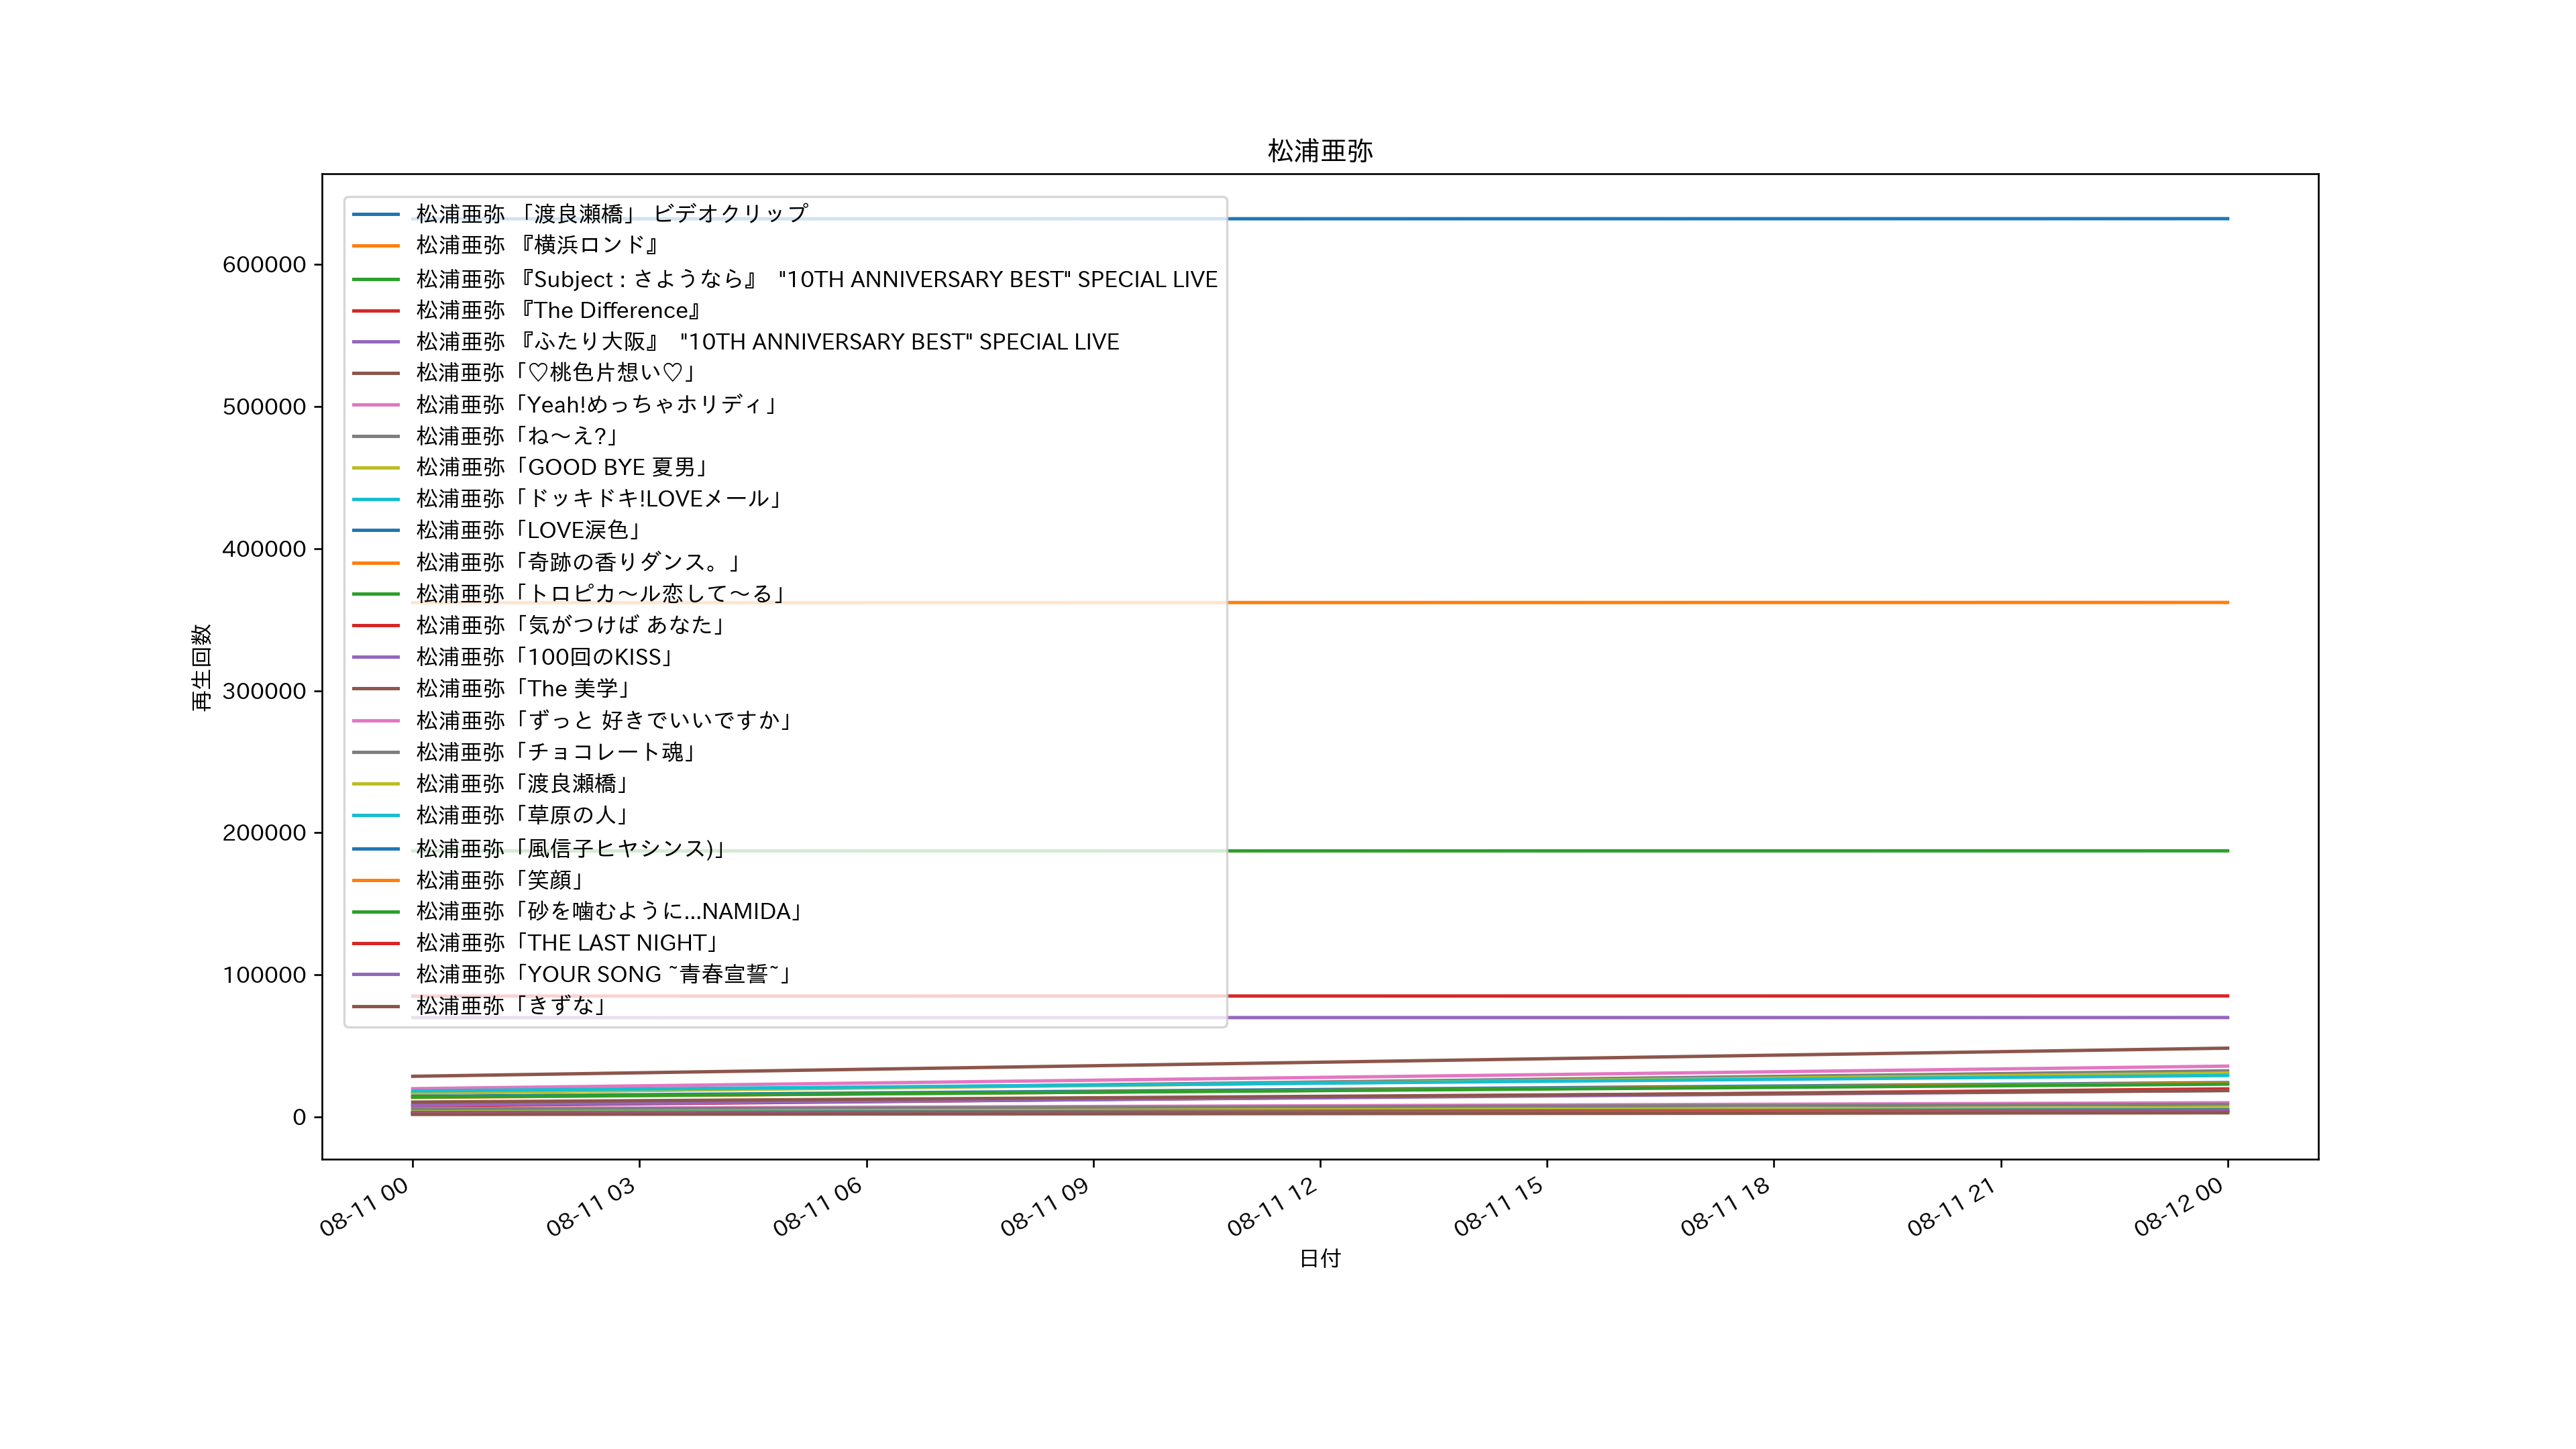 松浦亜弥
松浦亜弥 「渡良瀬橋」 ビデオクリップ
松浦亜弥 『横浜ロンド』
松浦亜弥 『Subject : さようなら』 "10TH ANNIVERSARY BEST" SPECIAL LIVE
松浦亜弥 『The Difference』
松浦亜弥 『ふたり大阪』 "10TH ANNIVERSARY BEST" SPECIAL LIVE
松浦亜弥「♡桃色片想い♡」
松浦亜弥「Yeah!めっちゃホリディ」
松浦亜弥「ね〜え?」
松浦亜弥「GOOD BYE 夏男」
松浦亜弥「ドッキドキ!LOVEメール」
松浦亜弥「LOVE涙色」
松浦亜弥「奇跡の香りダンス。」
松浦亜弥「トロピカ〜ル恋して〜る」
松浦亜弥「気がつけば あなた」
松浦亜弥「100回のKISS」
松浦亜弥「The 美学」
松浦亜弥「ずっと 好きでいいですか」
松浦亜弥「チョコレート魂」
松浦亜弥「渡良瀬橋」
松浦亜弥「草原の人」
松浦亜弥「風信子ヒヤシンス)」
松浦亜弥「笑顔」
松浦亜弥「砂を噛むように…NAMIDA」
松浦亜弥「THE LAST NIGHT」
松浦亜弥「YOUR SONG ~青春宣誓~」
松浦亜弥「きずな」
再生回数
600000
500000
400000
300000
200000
100000
0
08-11 00
08-11 03
08-11 06
08-11 09
08-11 12
08-11 15
08-11 18
08-11 21
08-12 00
日付